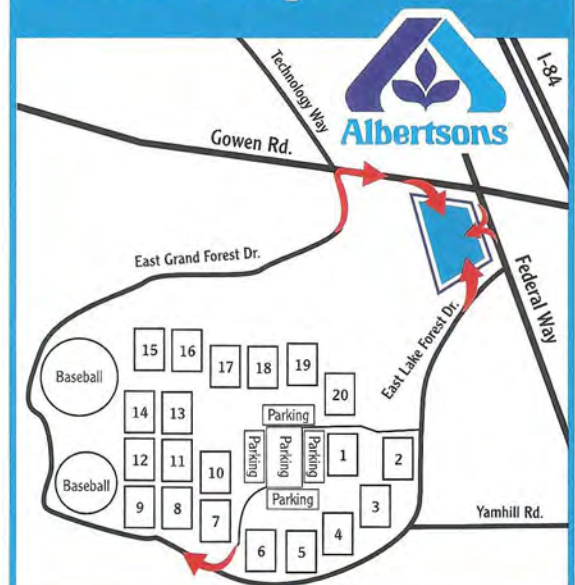 I-84
Technology Way
Albertsons
Gowen Rd.
East Grand Forest Dr.
Federal Way
East Lake Forest Dr.
15
16
17
18
19
20
Baseball
14
13
Parking
12
11
10
Parking
Parking
Parking
1
2
Baseball
9
8
7
Parking
3
Yamhill Rd.
6
5
4